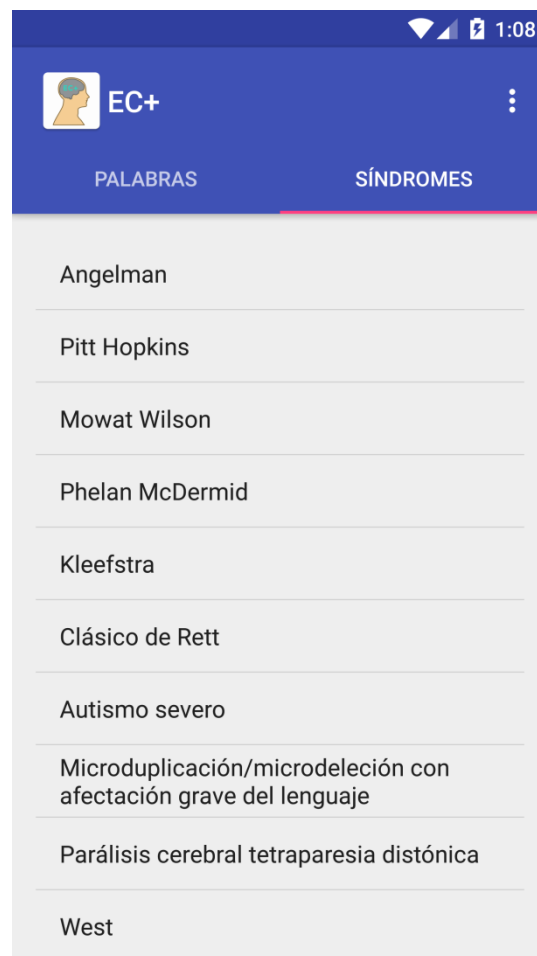 1:08
EC+
PALABRAS SÍNDROMES
Angelman
Pitt Hopkins
Mowat Wilson
Phelan McDermid
Kleefstra
Clásico de Rett
Autismo severo
Microduplicación/microdeleción con
afectación grave del lenguaje
Parálisis cerebral tetraparesia distónica
West